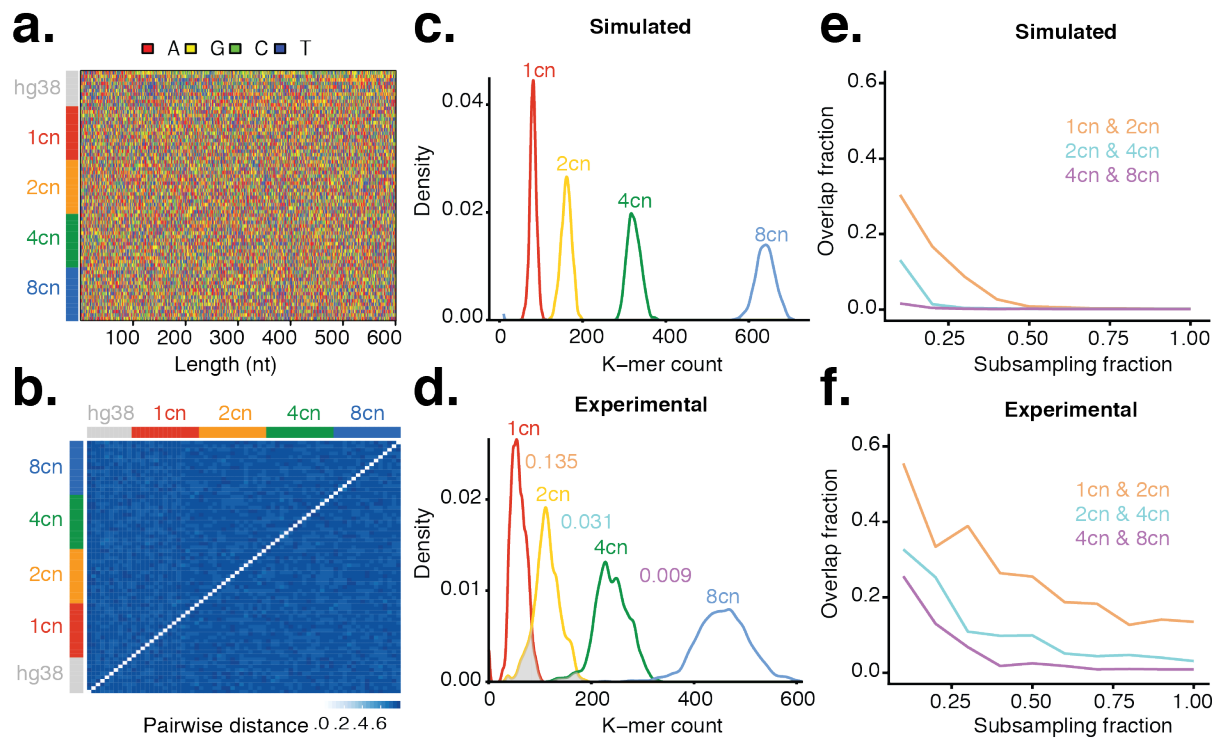 a.
A G C T
hg38
1cn
2cn
4cn
8cn
100 200 300 400 500 600
Length (nt)
b.
hg38 1cn 2cn 4cn 8cn
8cn
4cn
2cn
1cn
hg38
Pairwise distance .0 .2.4.6
c.
Simulated
Density
0.04
0.02
0.00
1cn
2cn
4cn
8cn
0 200 400 600
K−mer count
d.
Experimental
Density
0.02
0.01
0.00
1cn
0.135
2cn
0.031
4cn
0.009
8cn
0 200 400 600
K−mer count
e.
Simulated
Overlap fraction
0.6
0.4
0.2
0.0
1cn & 2cn
2cn & 4cn
4cn & 8cn
0.25 0.50 0.75 1.00
Subsampling fraction
f.
Experimental
Overlap fraction
0.6
0.4
0.2
0.0
1cn & 2cn
2cn & 4cn
4cn & 8cn
0.25 0.50 0.75 1.00
Subsampling fraction